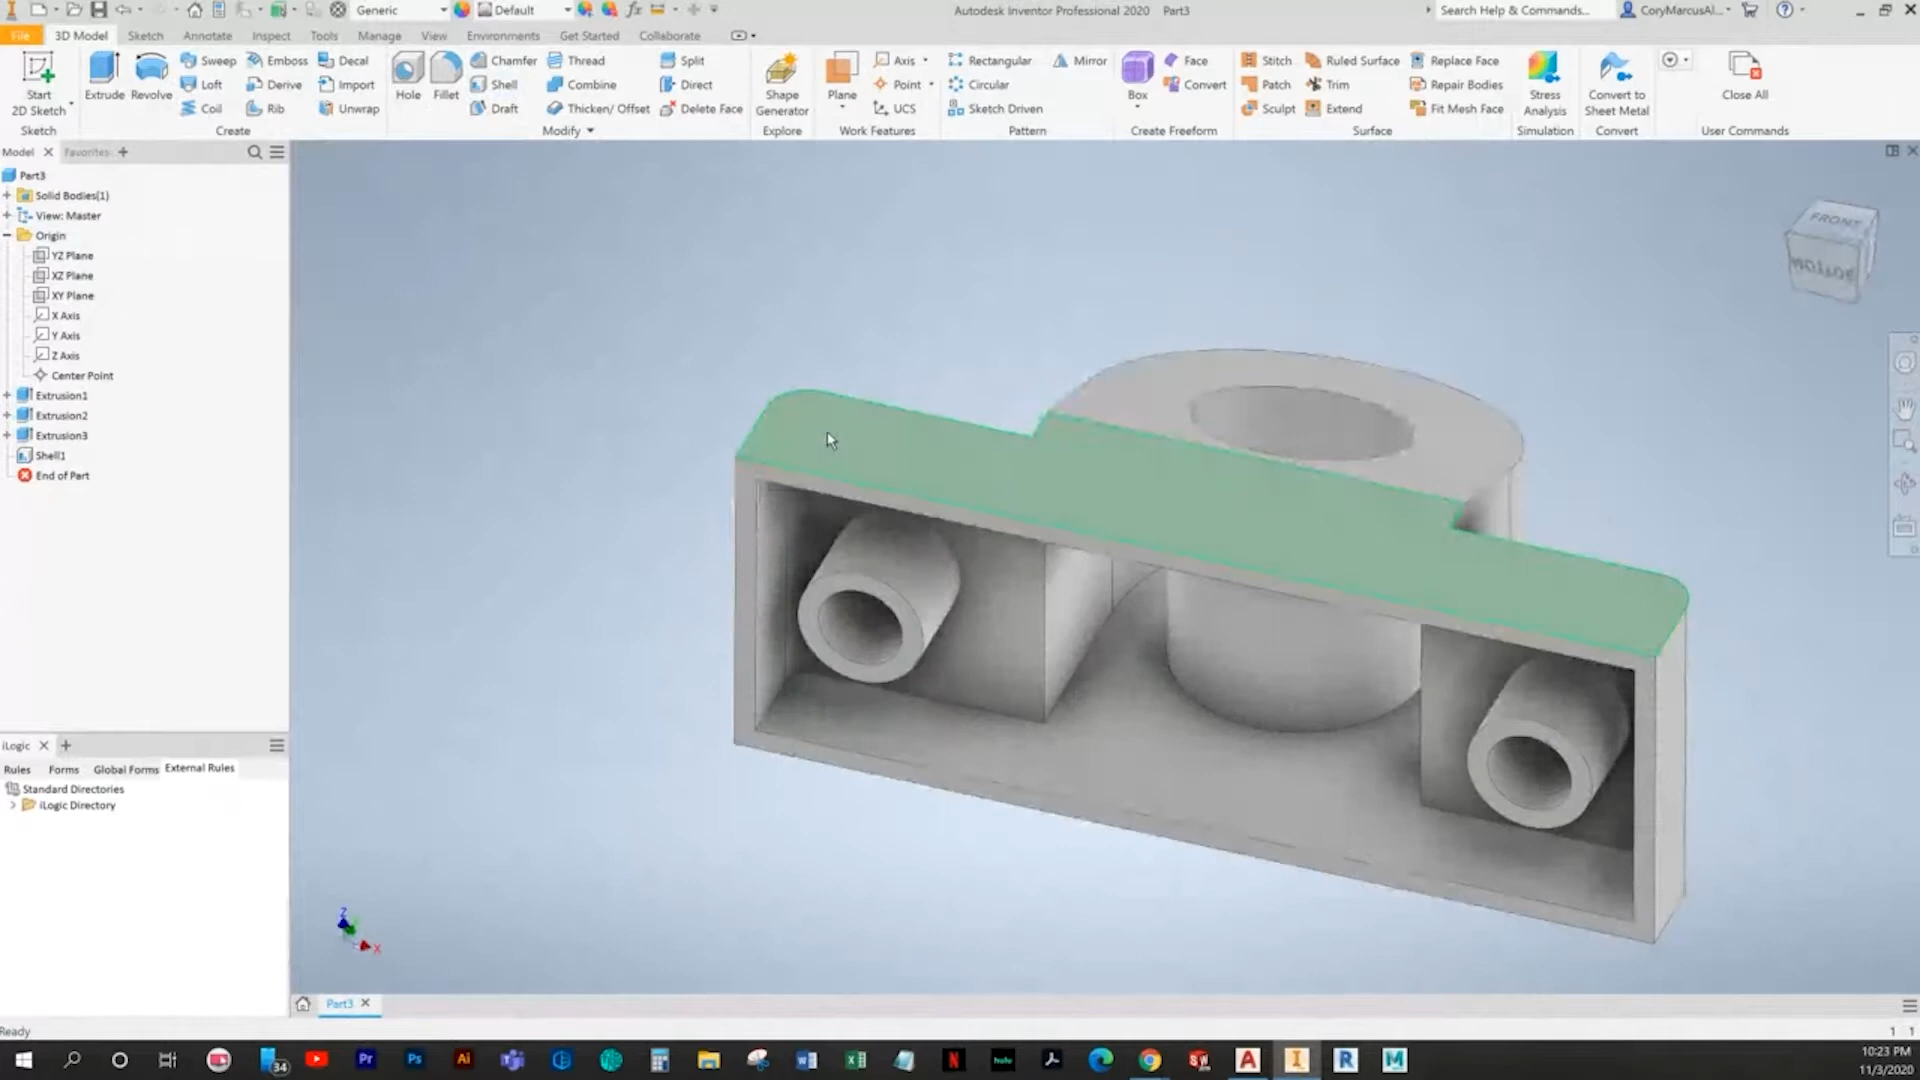 Generic
Default
fx
Autodesk Inventor Professional 2020 Part3
Search Help & Commands...
CoryMarcusAl...
File 3D Model Sketch Annotate Inspect Tools Manage View Environments Get Started Collaborate
Start
2D Sketch
Sketch
Extrude
Revolve
Sweep
Loft
Coil
Emboss
Derive
Rib
Decal
Import
Unwrap
Create
Hole
Fillet
Chamfer
Shell
Draft
Thread
Combine
Thicken/ Offset
Split
Direct
Delete Face
Modify
Shape
Generator
Explore
Plane
Axis
Point
UCS
Work Features
Rectangular
Circular
Sketch Driven
Mirror
Pattern
Box
Face
Convert
Create Freeform
Stitch
Patch
Sculpt
Ruled Surface
Trim
Extend
Replace Face
Repair Bodies
Fit Mesh Face
Surface
Stress
Analysis
Simulation
Convert to
Sheet Metal
Convert
Close All
User Commands
Model
Favorites
Part3
Solid Bodies(1)
View: Master
Origin
YZ Plane
XZ Plane
XY Plane
X Axis
Y Axis
Z Axis
Center Point
Extrusion1
Extrusion2
Extrusion3
Shell1
End of Part
FRONT
BOTTOM
iLogic
Rules Forms Global Forms External Rules
Standard Directories
iLogic Directory
Z
X
Part3
Ready
1 1
34
Pr
Ps
Ai
hulu
SW
A
I
R
M
10:23 PM
11/3/2020